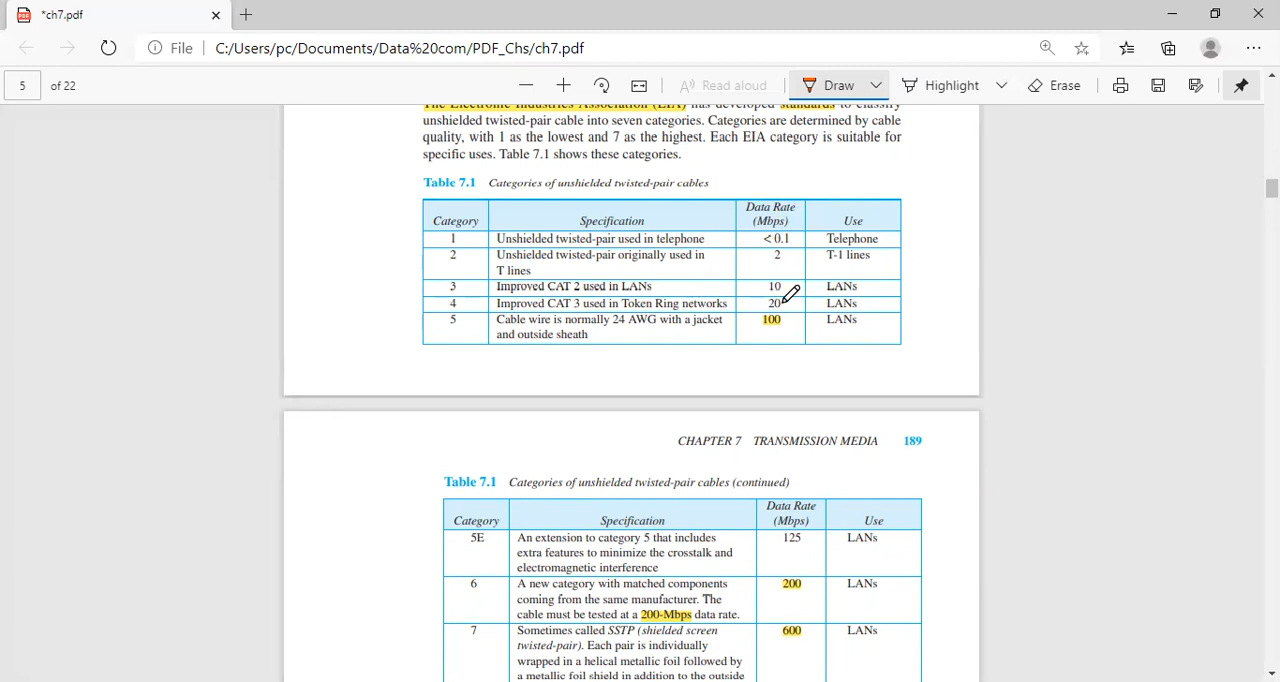 *ch7.pdf
File
C:/Users/pc/Documents/Data%20com/PDF_Chs/ch7.pdf
5 of 22
Read aloud
Draw
Highlight
Erase
The Electronic Industries Association (EIA) has developed standards to classify
unshielded twisted-pair cable into seven categories. Categories are determined by cable
quality, with 1 as the lowest and 7 as the highest. Each EIA category is suitable for
specific uses. Table 7.1 shows these categories.
Table 7.1 Categories of unshielded twisted-pair cables
Data Rate
Category Specification (Mbps) Use
1 Unshielded twisted-pair used in telephone < 0.1 Telephone
2 Unshielded twisted-pair originally used in 2 T-1 lines
T lines
3 Improved CAT 2 used in LANs 10 LANs
4 Improved CAT 3 used in Token Ring networks 20 LANs
5 Cable wire is normally 24 AWG with a jacket 100 LANs
and outside sheath
CHAPTER 7 TRANSMISSION MEDIA 189
Table 7.1 Categories of unshielded twisted-pair cables (continued)
Data Rate
Category Specification (Mbps) Use
5E An extension to category 5 that includes 125 LANs
extra features to minimize the crosstalk and
electromagnetic interference
6 A new category with matched components 200 LANs
coming from the same manufacturer. The
cable must be tested at a 200-Mbps data rate.
7 Sometimes called SSTP (shielded screen 600 LANs
twisted-pair). Each pair is individually
wrapped in a helical metallic foil followed by
a metallic foil shield in addition to the outside